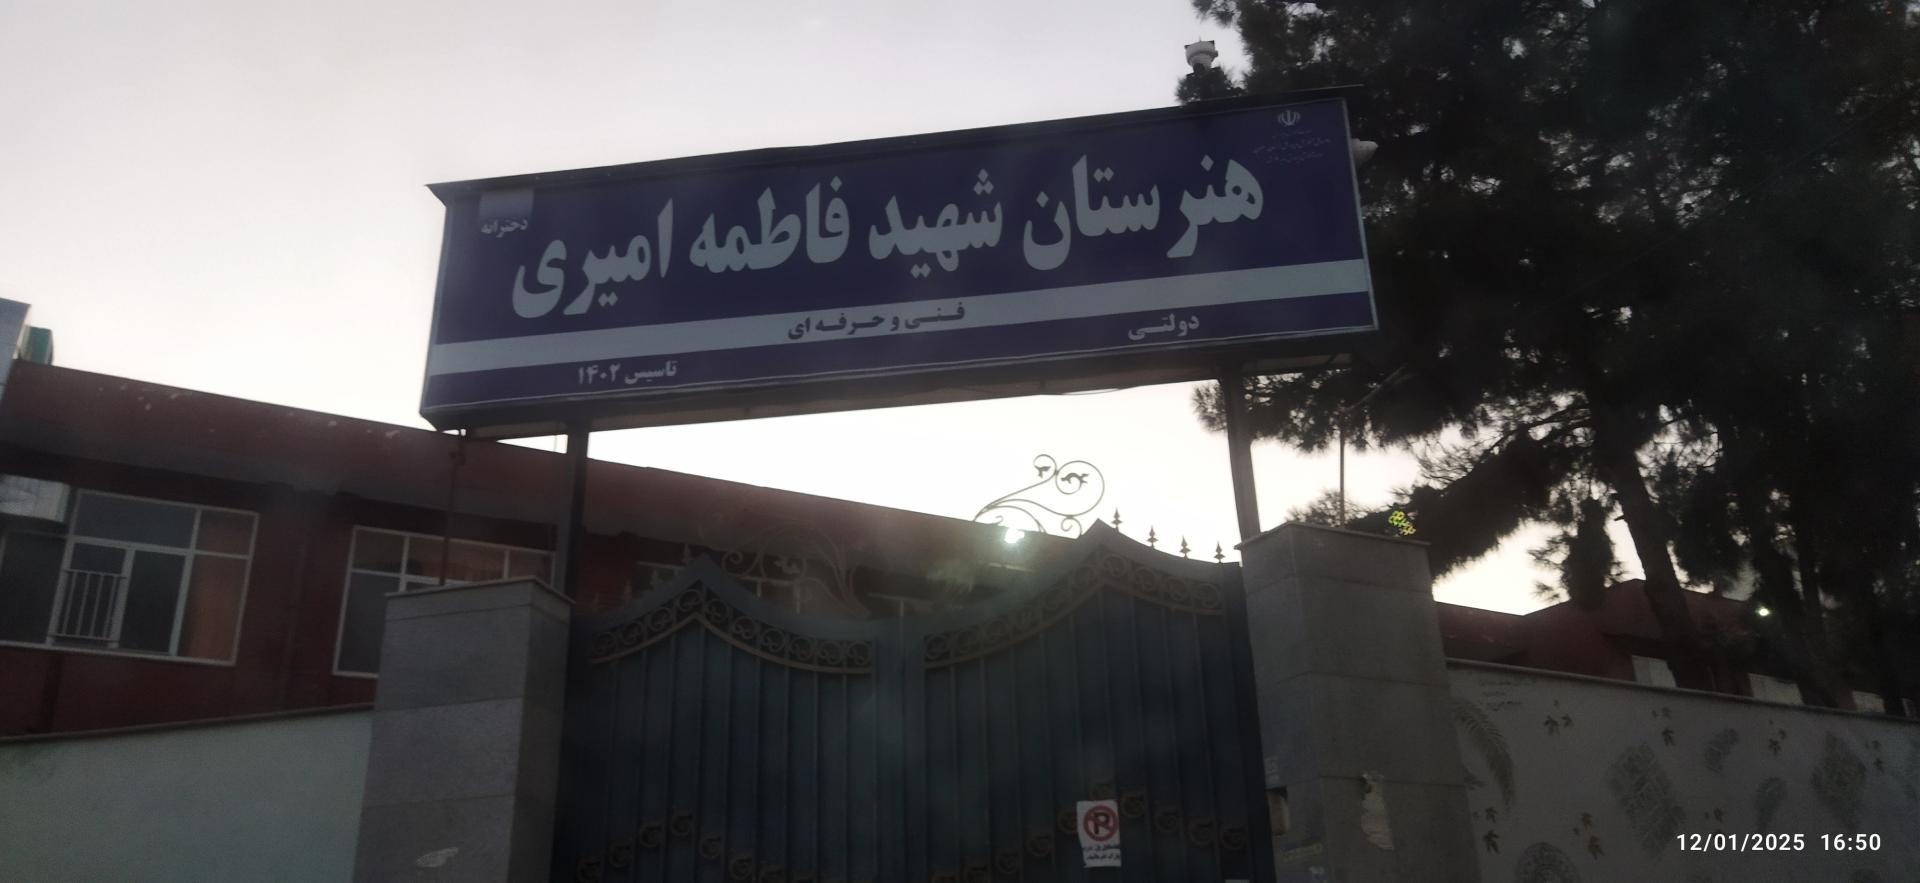 هنرستان شهید فاطمه امیری
دخترانه
فنی و حرفه ای
دولتی
تاسیس ۱۴۰۲
12/01/2025 16:50